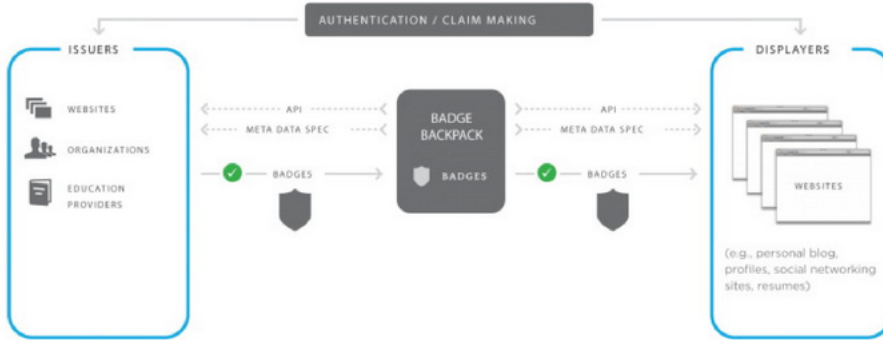 AUTHENTICATION / CLAIM MAKING
ISSUERS
WEBSITES
ORGANIZATIONS
EDUCATION
PROVIDERS
API
META DATA SPEC
BADGES
BADGE
BACKPACK
BADGES
API
META DATA SPEC
BADGES
DISPLAYERS
WEBSITES
(e.g., personal blog,
profiles, social networking
sites, resumes)